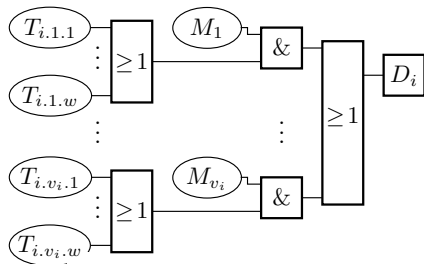 T_{i.1.1}
M_1
⋮
≥1
&
D_i
T_{i.1.w}
≥1
⋮
⋮
T_{i.v_i.1}
M_{v_i}
⋮
≥1
&
T_{i.v_i.w}